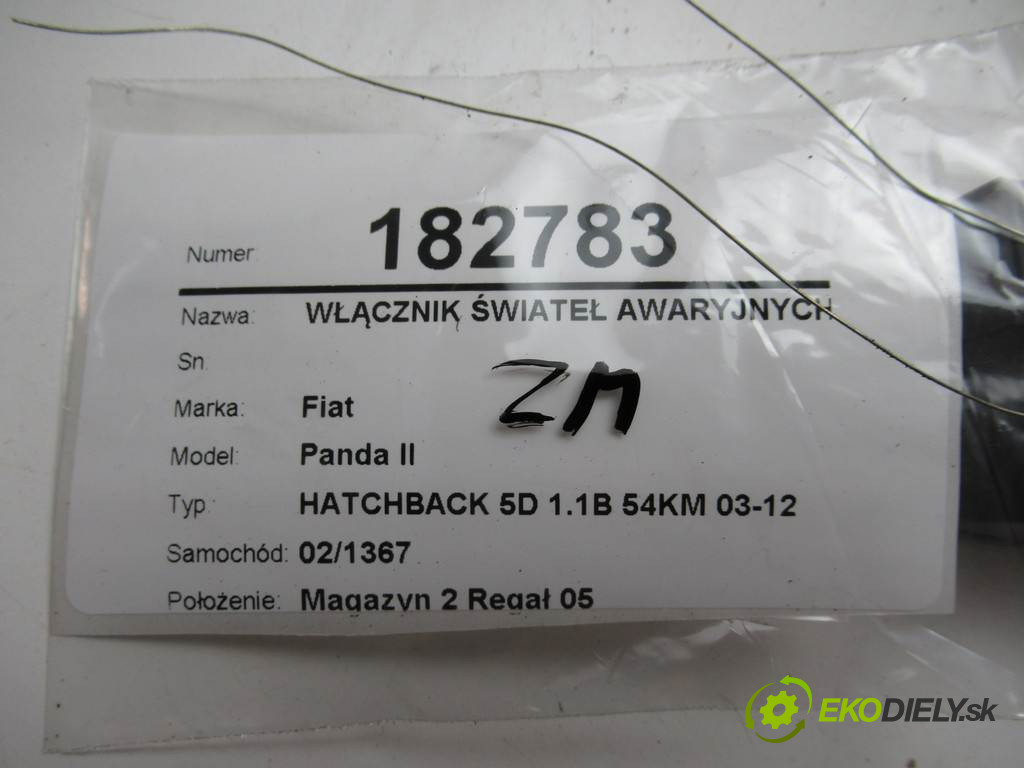 Numer: 182783
Nazwa: WŁĄCZNIK ŚWIATEŁ AWARYJNYCH
Sn
ZM
Marka: Fiat
Model: Panda II
Typ: HATCHBACK 5D 1.1B 54KM 03-12
Samochód: 02/1367
Położenie: Magazyn 2 Regał 05
EKODIELY.sk